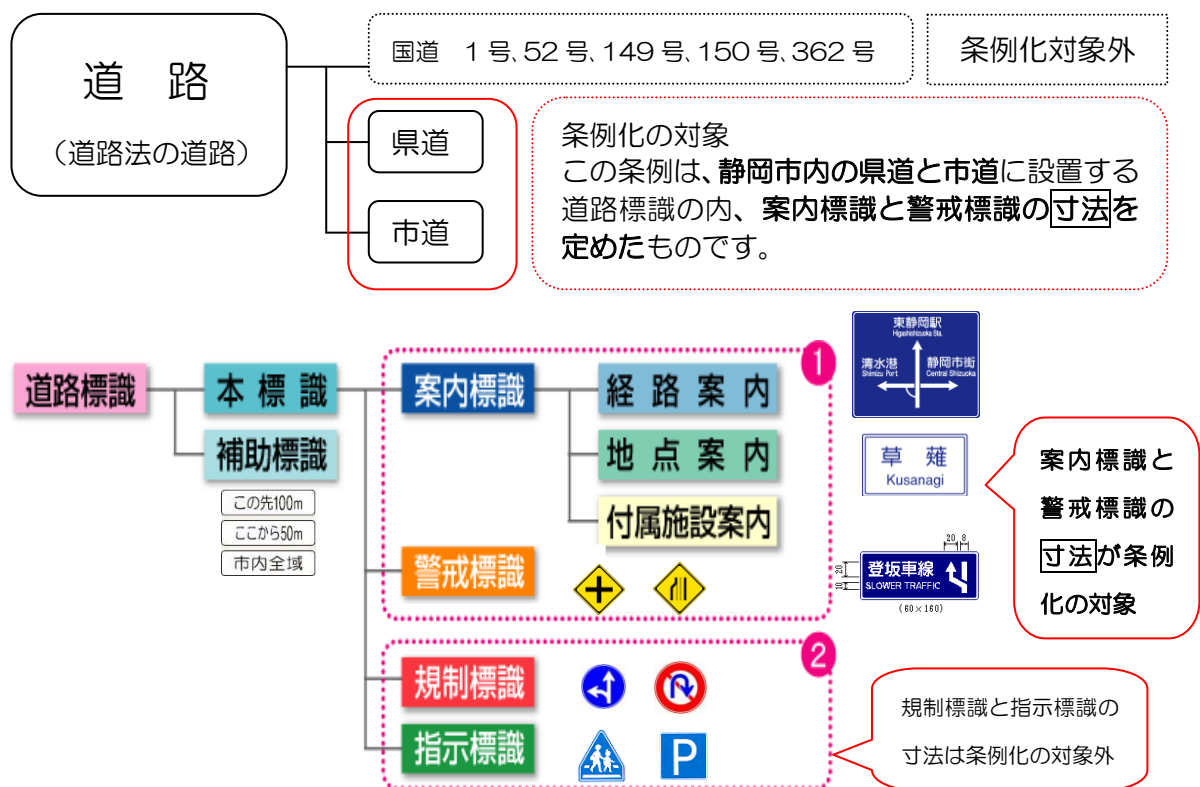 道 路
(道路法の道路)
国道 1号、52号、149号、150号、362号
条例化対象外
県道
市道
条例化の対象
この条例は、静岡市内の県道と市道に設置する
道路標識の内、案内標識と警戒標識の寸法を
定めたものです。
道路標識
本標識
補助標識
この先100m
ここから50m
市内全域
案内標識
経路案内
地点案内
付属施設案内
警戒標識
1
東静岡駅
Higashishizuoka Sta.
清水港
Shimizu Port
静岡市街
Central Shizuoka
草薙
Kusanagi
20 8
20
10
登坂車線
SLOWER TRAFFIC
(60×160)
案内標識と
警戒標識の
寸法が条例
化の対象
2
規制標識
指示標識
P
規制標識と指示標識の
寸法は条例化の対象外